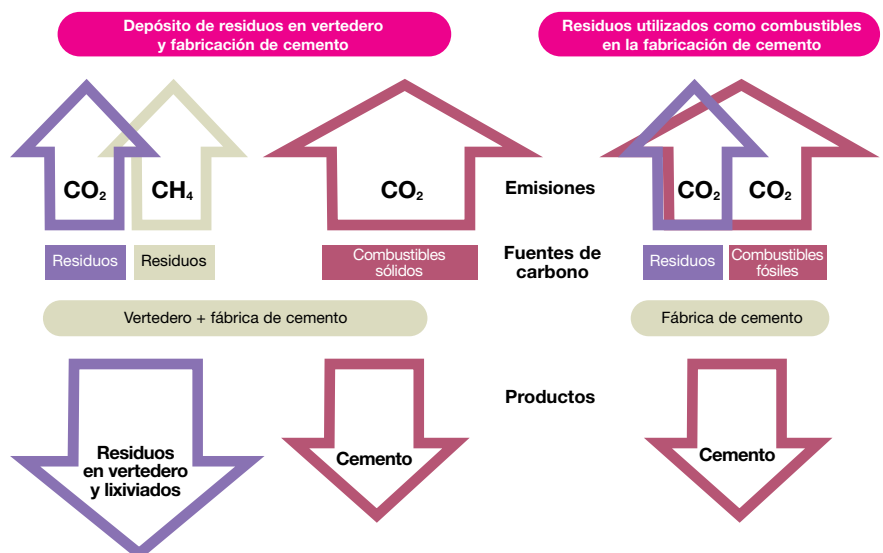 Depósito de residuos en vertedero
y fabricación de cemento
Residuos utilizados como combustibles
en la fabricación de cemento
CO₂
CH₄
CO₂
Emisiones
CO₂
CO₂
Residuos
Residuos
Combustibles
sólidos
Fuentes de
carbono
Residuos
Combustibles
fósiles
Vertedero + fábrica de cemento
Fábrica de cemento
Productos
Residuos
en vertedero
y lixiviados
Cemento
Cemento